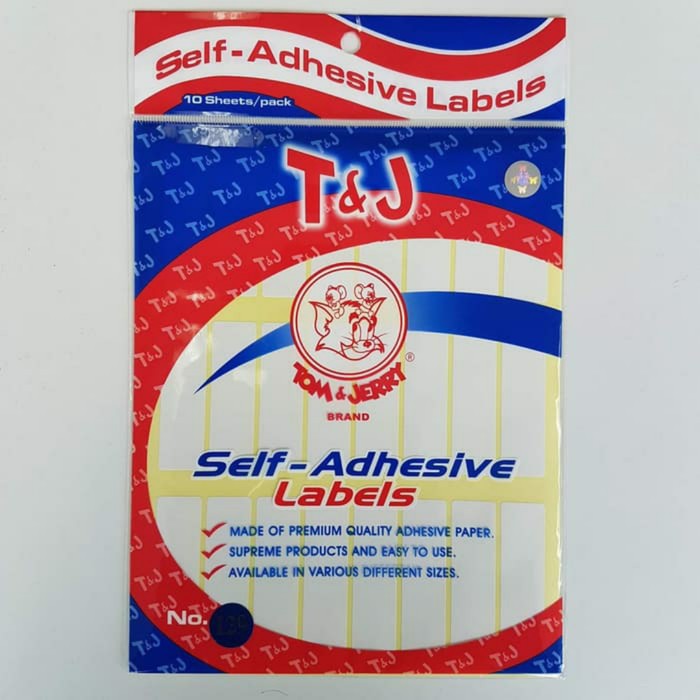 Self-Adhesive Labels
10 Sheets/pack
T&J
TOM & JERRY®
BRAND
Self-Adhesive
Labels
MADE OF PREMIUM QUALITY ADHESIVE PAPER.
SUPREME PRODUCTS AND EASY TO USE.
AVAILABLE IN VARIOUS DIFFERENT SIZES.
No.